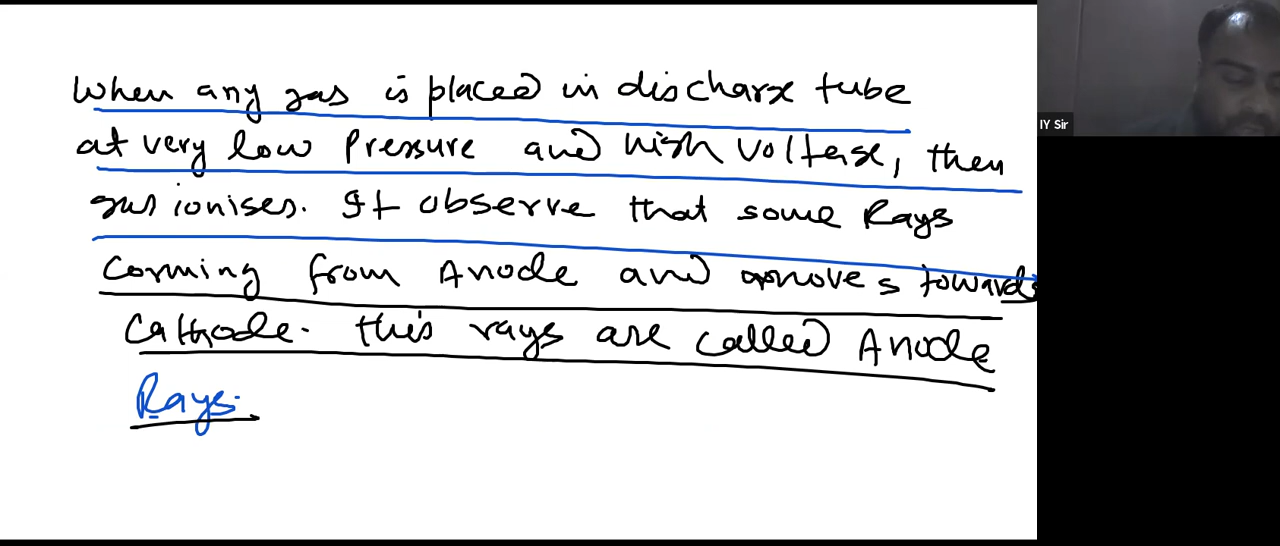 When any gas is placed in discharge tube
at very low Pressure and high voltage, then
gas ionises. It observe that some Rays
comming from Anode and moves towards
Cathode. this rays are called Anode
Rays.
IY Sir